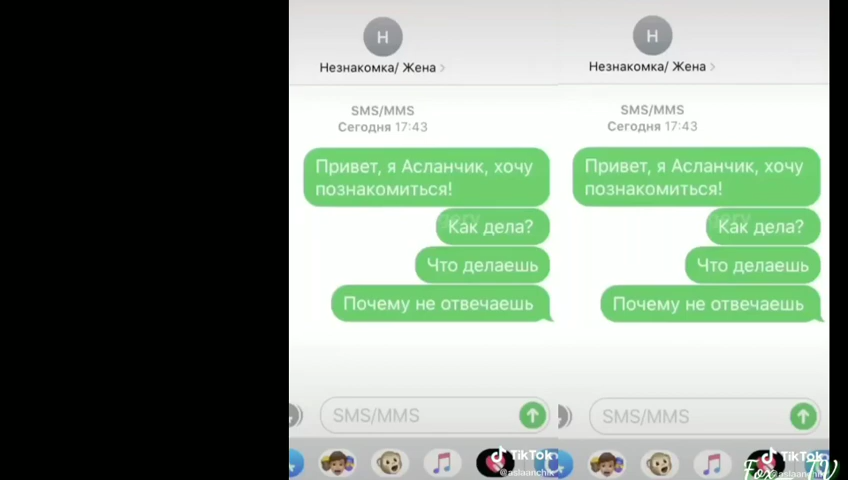 Н
Незнакомка/ Жена >
SMS/MMS
Сегодня 17:43
Привет, я Асланчик, хочу
познакомиться!
Как дела?
Что делаешь
Почему не отвечаешь
SMS/MMS
TikTok
Н
Незнакомка/ Жена >
SMS/MMS
Сегодня 17:43
Привет, я Асланчик, хочу
познакомиться!
Как дела?
Что делаешь
Почему не отвечаешь
SMS/MMS
TikTok
Fox_TV